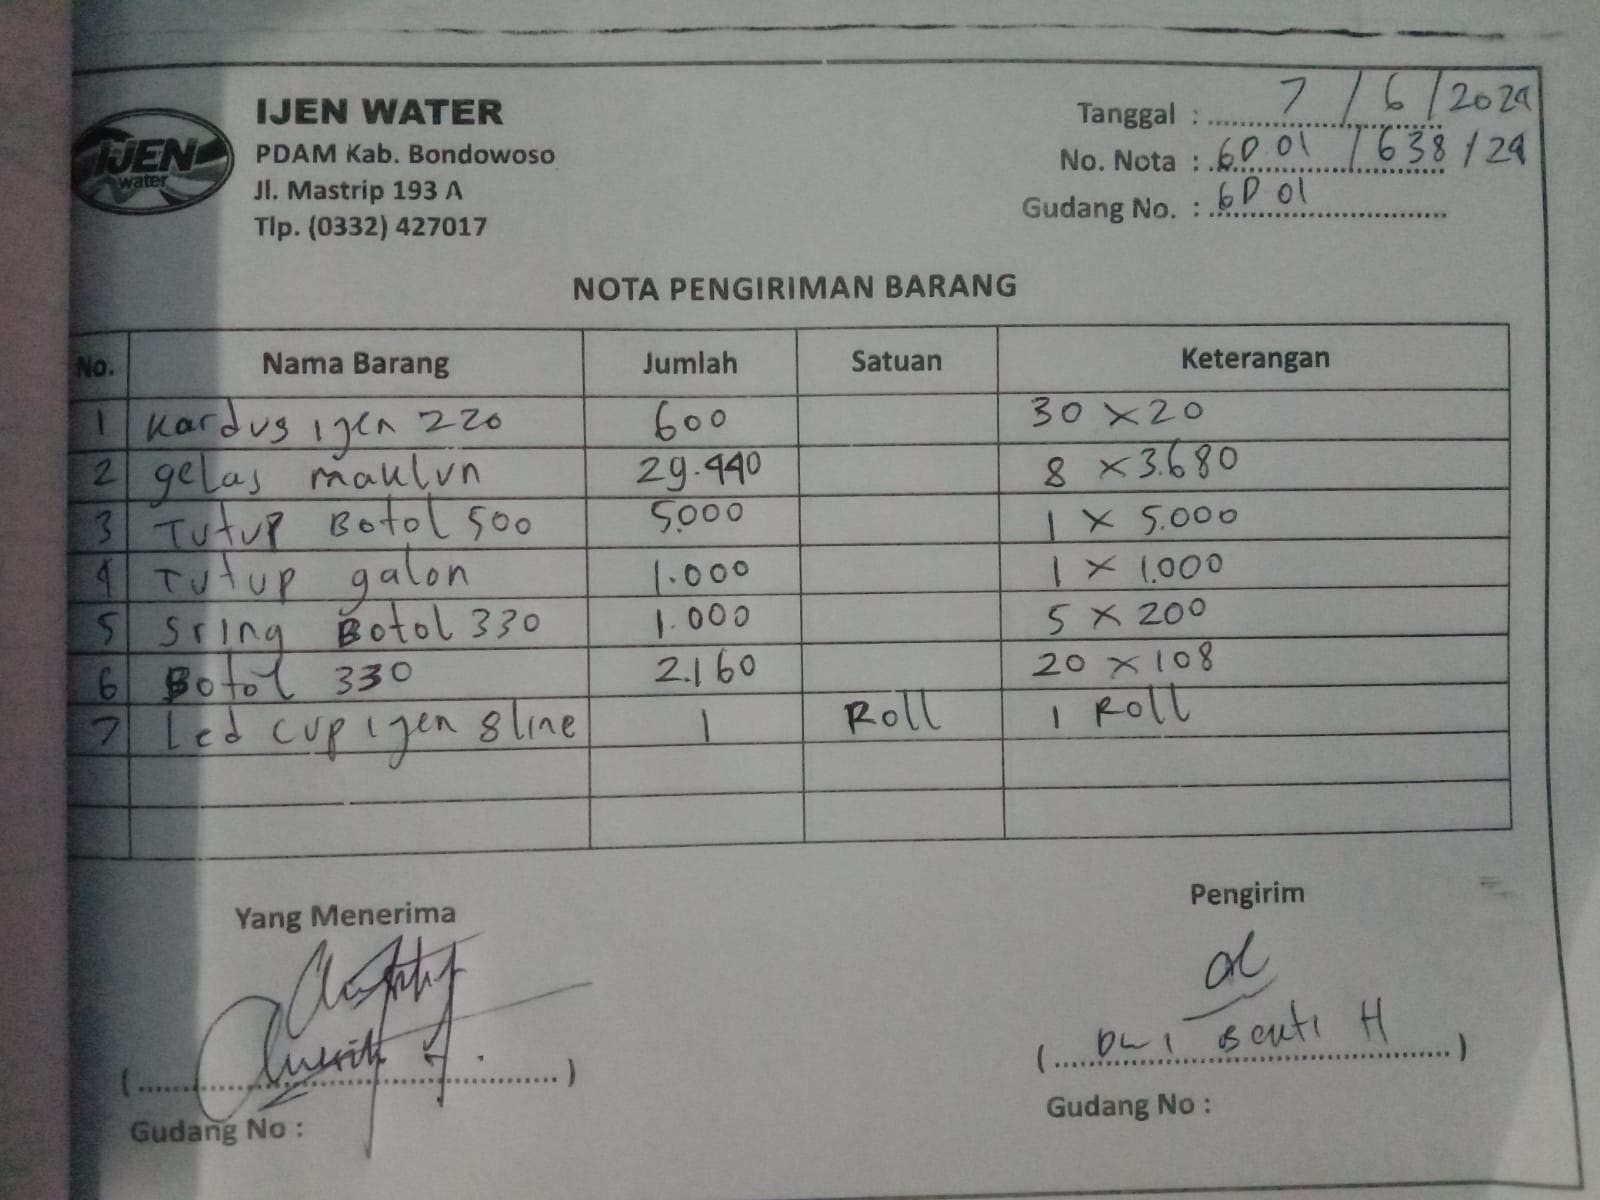 IJEN
water
IJEN WATER
PDAM Kab. Bondowoso
Jl. Mastrip 193 A
Tlp. (0332) 427017
Tanggal : 7 / 6 / 2024
No. Nota : 6D 01 / 638 / 24
Gudang No. : 6D 01
NOTA PENGIRIMAN BARANG
No. Nama Barang Jumlah Satuan Keterangan
1 Kardus ijen 220 600 30 x 20
2 gelas maklun 29.440 8 x 3.680
3 Tutup Botol 500 5.000 1 x 5.000
4 Tutup galon 1.000 1 x 1.000
5 Sring Botol 330 1.000 5 x 200
6 Botol 330 2.160 20 x 108
7 Led cup ijen 8 line 1 Roll 1 Roll
Yang Menerima
Pengirim
( Dwi H )
Gudang No :
Gudang No :